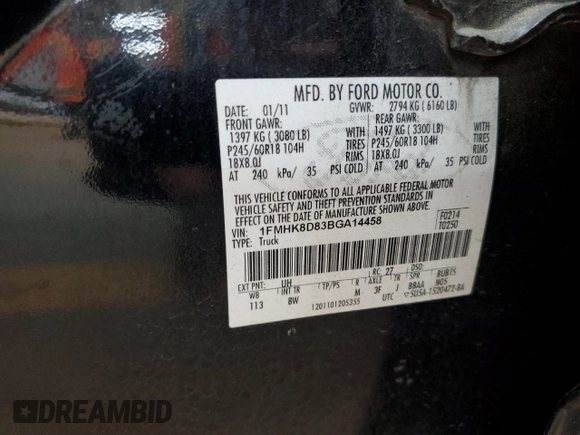 MFD. BY FORD MOTOR CO.
DATE: 01/11 GVWR: 2794 KG ( 6160 LB)
FRONT GAWR: REAR GAWR:
1397 KG ( 3080 LB) WITH 1497 KG ( 3300 LB) WITH
P245/60R18 104H TIRES P245/60R18 104H TIRES
18X8.0J RIMS 18X8.0J RIMS
AT 240 kPa/ 35 PSI COLD AT 240 kPa/ 35 PSI COLD
THIS VEHICLE CONFORMS TO ALL APPLICABLE FEDERAL MOTOR
VEHICLE SAFETY AND THEFT PREVENTION STANDARDS IN
EFFECT ON THE DATE OF MANUFACTURE SHOWN ABOVE.
VIN: 1FMHK8D83BGA14458 F0214
TYPE: Truck T0250
EXT PNT: UH RC: 27 DSO:
WB INT TR TP/PS R AXLE TR SPR BUBT5
113 8W M 3F J BBAA N05
1201101205355 UTC ▽5USA-1520472-BA
DREAMBID